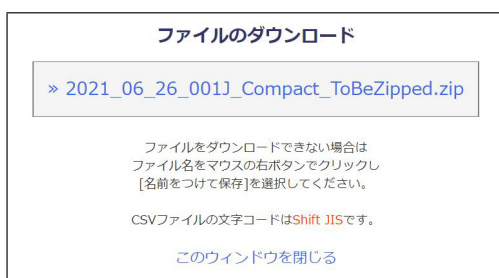 ファイルのダウンロード
» 2021_06_26_001J_Compact_ToBeZipped.zip
ファイルをダウンロードできない場合は
ファイル名をマウスの右ボタンでクリックし
[名前をつけて保存]を選択してください。
CSVファイルの文字コードはShift JISです。
このウィンドウを閉じる